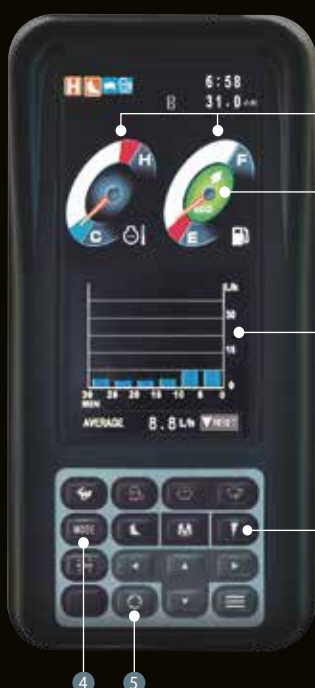 H
6:58
31.0
H F
C E
ECO
L/h
30
15
0
30 25 20 15 10 5 0
MIN
AVERAGE 8.8 L/h RESET
MODE
4 5